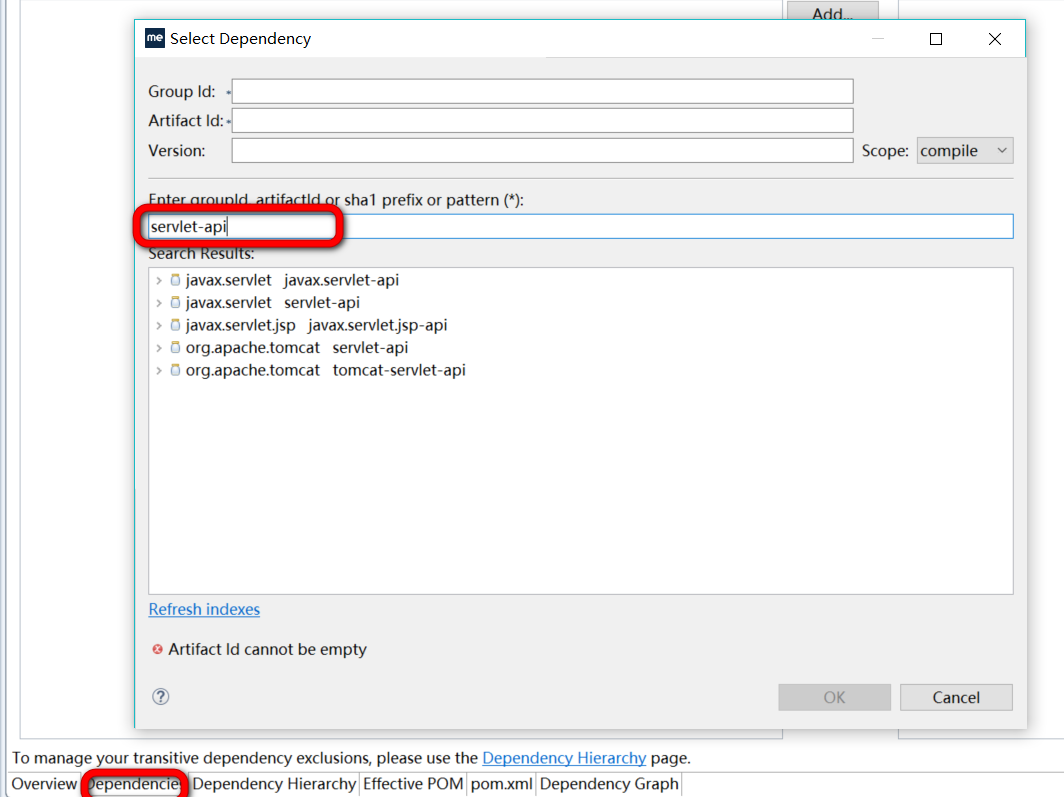 Add...
me Select Dependency
Group Id: *
Artifact Id: *
Version:
Scope: compile
Enter groupId, artifactId or sha1 prefix or pattern (*):
servlet-api
Search Results:
javax.servlet javax.servlet-api
javax.servlet servlet-api
javax.servlet.jsp javax.servlet.jsp-api
org.apache.tomcat servlet-api
org.apache.tomcat tomcat-servlet-api
Refresh indexes
Artifact Id cannot be empty
?
OK Cancel
To manage your transitive dependency exclusions, please use the Dependency Hierarchy page.
Overview Dependencies Dependency Hierarchy Effective POM pom.xml Dependency Graph